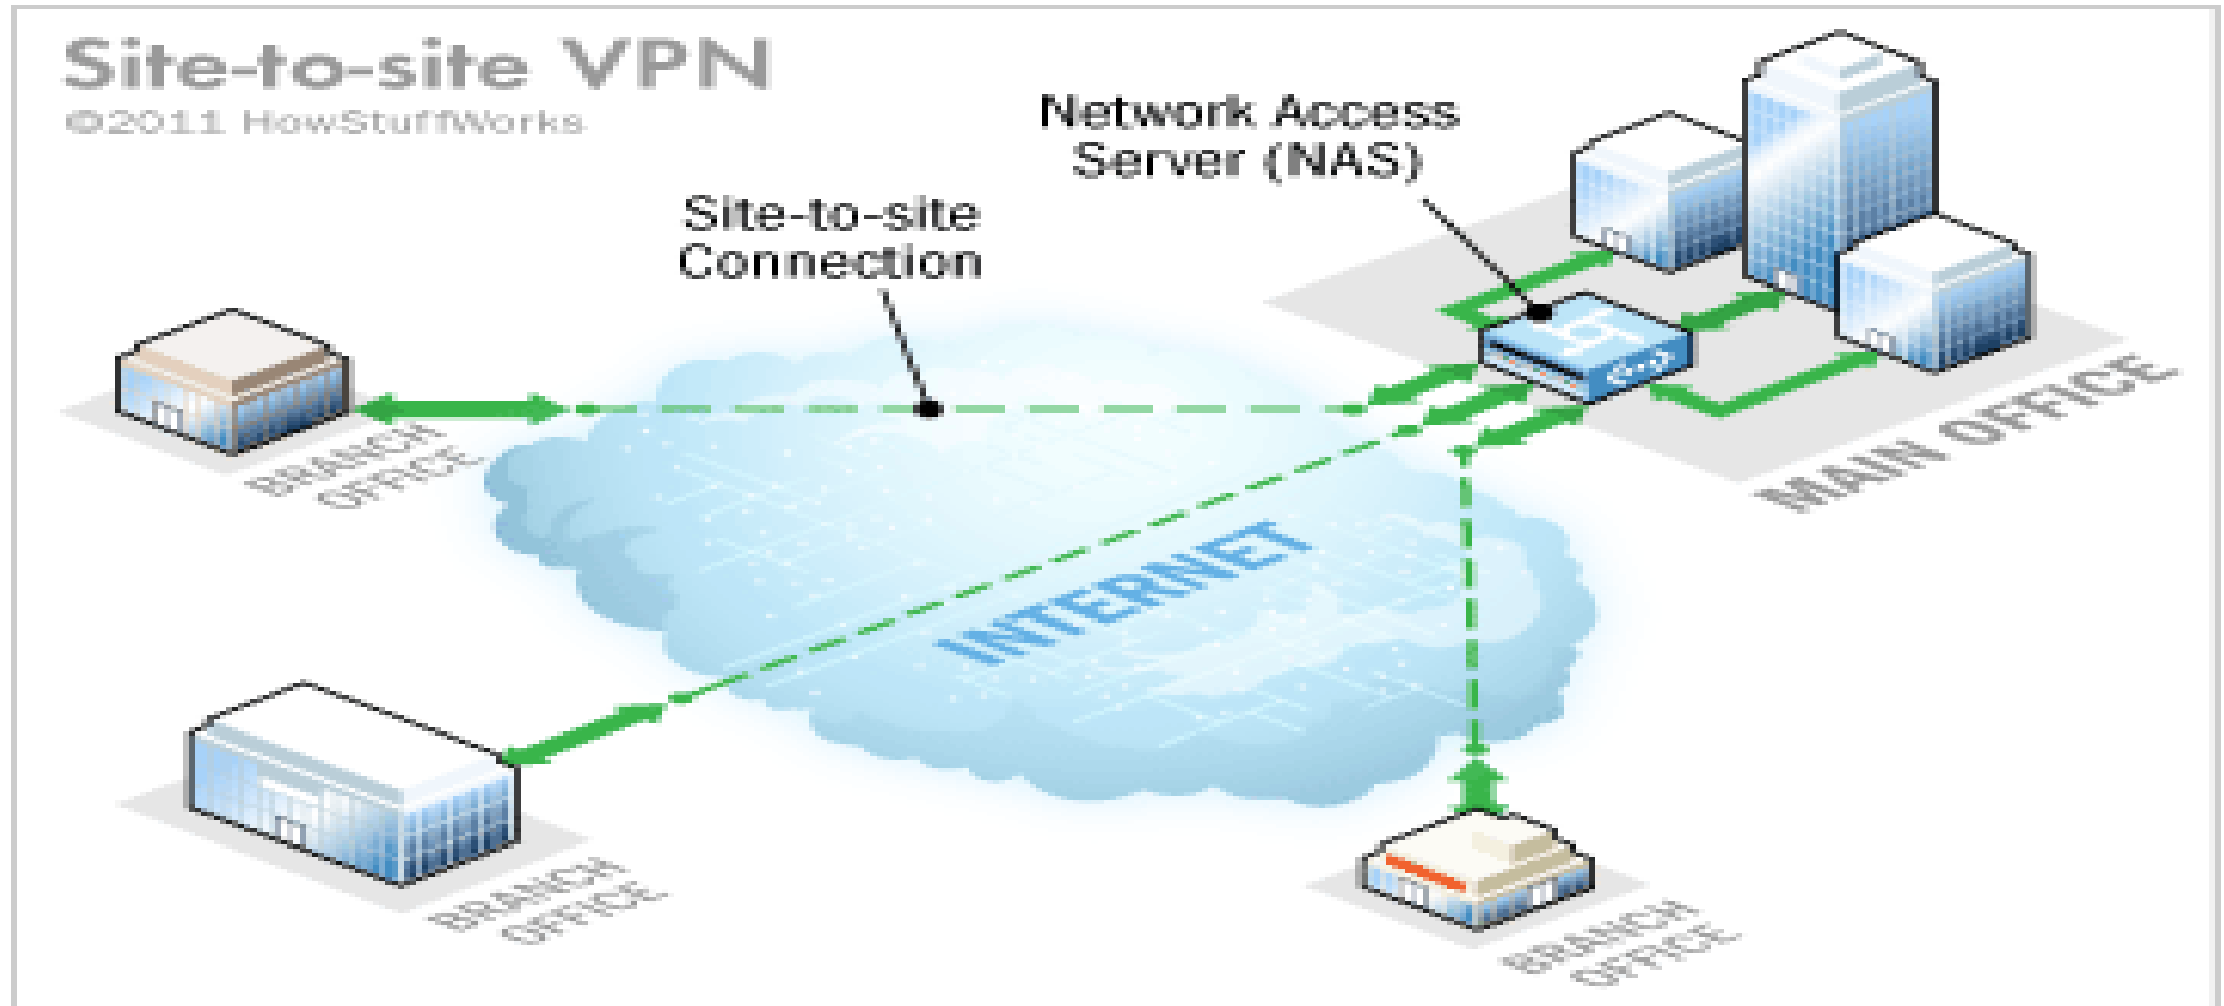 Site-to-site VPN
©2011 HowStuffWorks
Network Access
Server (NAS)
Site-to-site
Connection
BRANCH
OFFICE
MAIN OFFICE
INTERNET
BRANCH
OFFICE
BRANCH
OFFICE